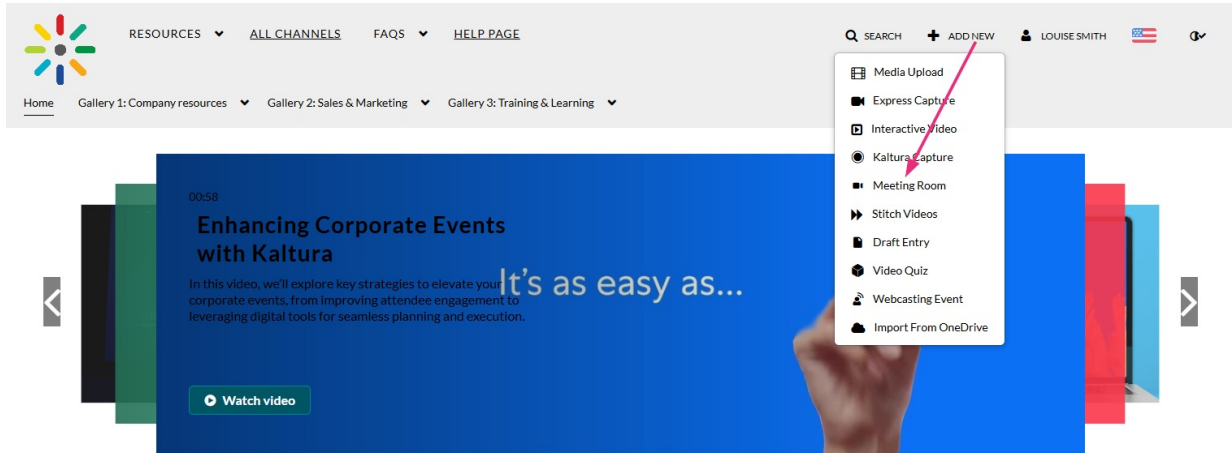 RESOURCES
ALL CHANNELS
FAQS
HELP PAGE
SEARCH
ADD NEW
LOUISE SMITH
Home
Gallery 1: Company resources
Gallery 2: Sales & Marketing
Gallery 3: Training & Learning
Media Upload
Express Capture
Interactive Video
Kaltura Capture
Meeting Room
Stitch Videos
Draft Entry
Video Quiz
Webcasting Event
Import From OneDrive
00:58
Enhancing Corporate Events
with Kaltura
In this video, we'll explore key strategies to elevate your
corporate events, from improving attendee engagement to
leveraging digital tools for seamless planning and execution.
It's as easy as...
Watch video